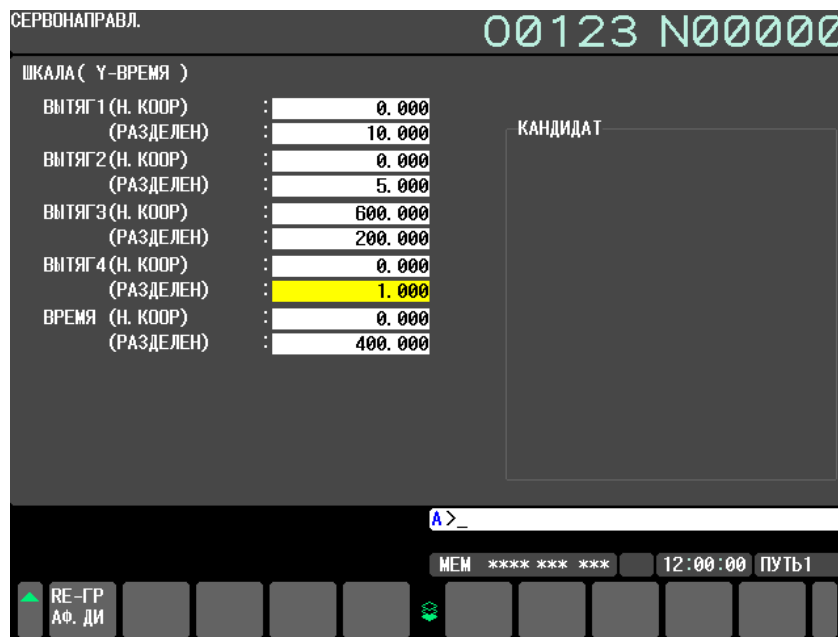 СЕРВОНАПРАВЛ.
O0123 N00000
ШКАЛА( Y-ВРЕМЯ )
ВЫТЯГ1(Н. КООР) : 0.000
(РАЗДЕЛЕН) : 10.000
ВЫТЯГ2(Н. КООР) : 0.000
(РАЗДЕЛЕН) : 5.000
ВЫТЯГ3(Н. КООР) : 600.000
(РАЗДЕЛЕН) : 200.000
ВЫТЯГ4(Н. КООР) : 0.000
(РАЗДЕЛЕН) : 1.000
ВРЕМЯ (Н. КООР) : 0.000
(РАЗДЕЛЕН) : 400.000
КАНДИДАТ
A>_
MEM **** *** *** 12:00:00 ПУТЬ1
RE-ГР
АФ. ДИ